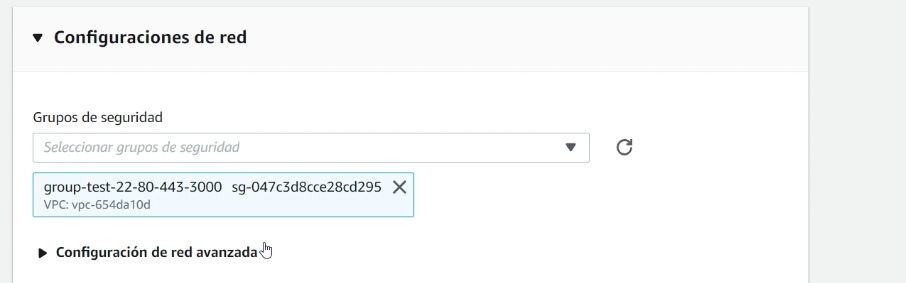 Configuraciones de red
Grupos de seguridad
Seleccionar grupos de seguridad
group-test-22-80-443-3000 sg-047c3d8cce28cd295
VPC: vpc-654da10d
Configuración de red avanzada